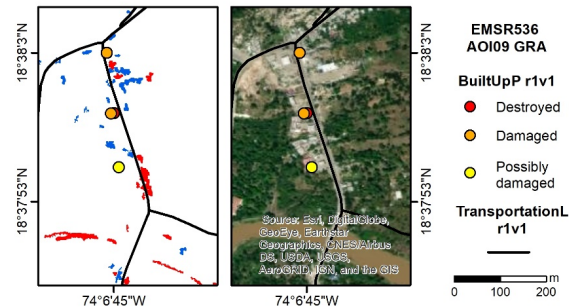 18°38'3"N
18°37'53"N
74°6'45"W
18°38'3"N
18°37'53"N
74°6'45"W
Source: Esri, DigitalGlobe,
GeoEye, Earthstar
Geographics, CNES/Airbus
DS, USDA, USGS,
AeroGRID, IGN, and the GIS
EMSR536
AOI09 GRA
BuiltUpP r1v1
Destroyed
Damaged
Possibly
damaged
TransportationL
r1v1
0 100 200
m